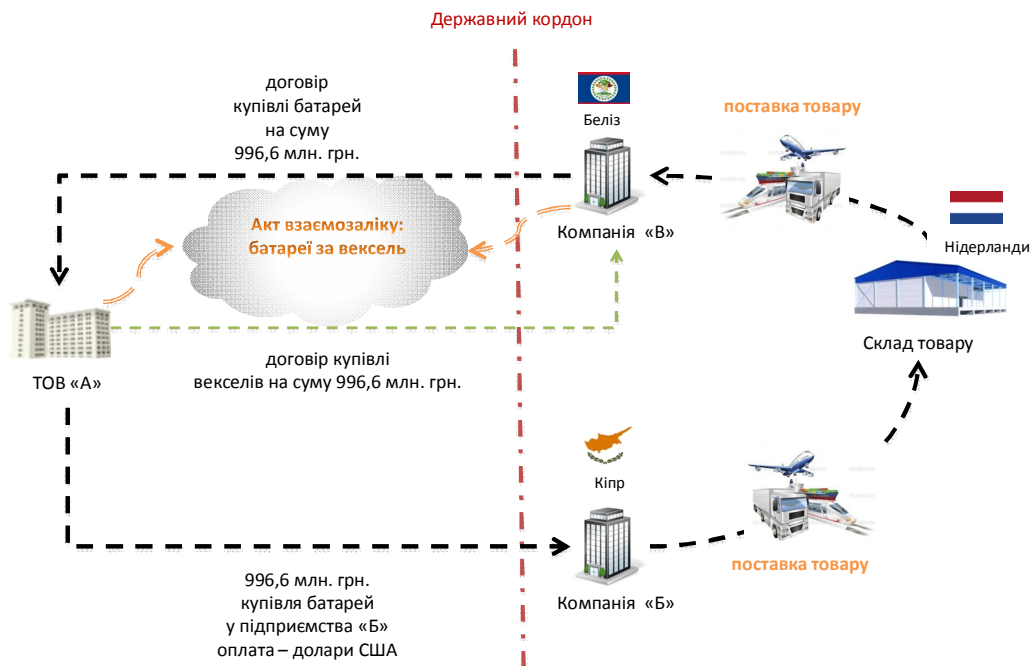 Державний кордон
договір
купівлі батарей
на суму
996,6 млн. грн.
Беліз
поставка товару
Акт взаємозаліку:
батареї за вексель
Компанія «В»
Нідерланди
Склад товару
ТОВ «А»
договір купівлі
векселів на суму 996,6 млн. грн.
Кіпр
поставка товару
Компанія «Б»
996,6 млн. грн.
купівля батарей
у підприємства «Б»
оплата – долари США